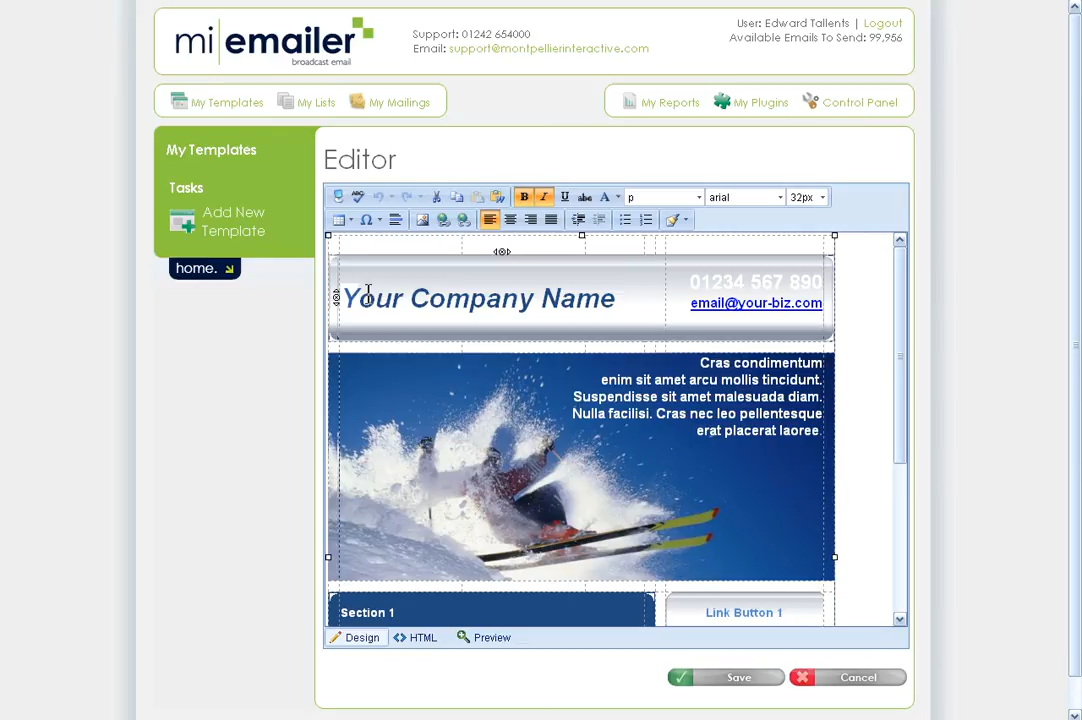 mi emailer
broadcast email
Support: 01242 654000
Email: support@montpellierinteractive.com
User: Edward Tallents | Logout
Available Emails To Send: 99,956
My Templates My Lists My Mailings
My Reports My Plugins Control Panel
My Templates
Tasks
Add New
Template
home.
Editor
ABC B I U abc A p arial 32px
Ω
Your Company Name
01234 567 890
email@your-biz.com
Cras condimentum
enim sit amet arcu mollis tincidunt.
Suspendisse sit amet malesuada diam.
Nulla facilisi. Cras nec leo pellentesque
erat placerat laoree.
Section 1
Link Button 1
Design HTML Preview
Save Cancel